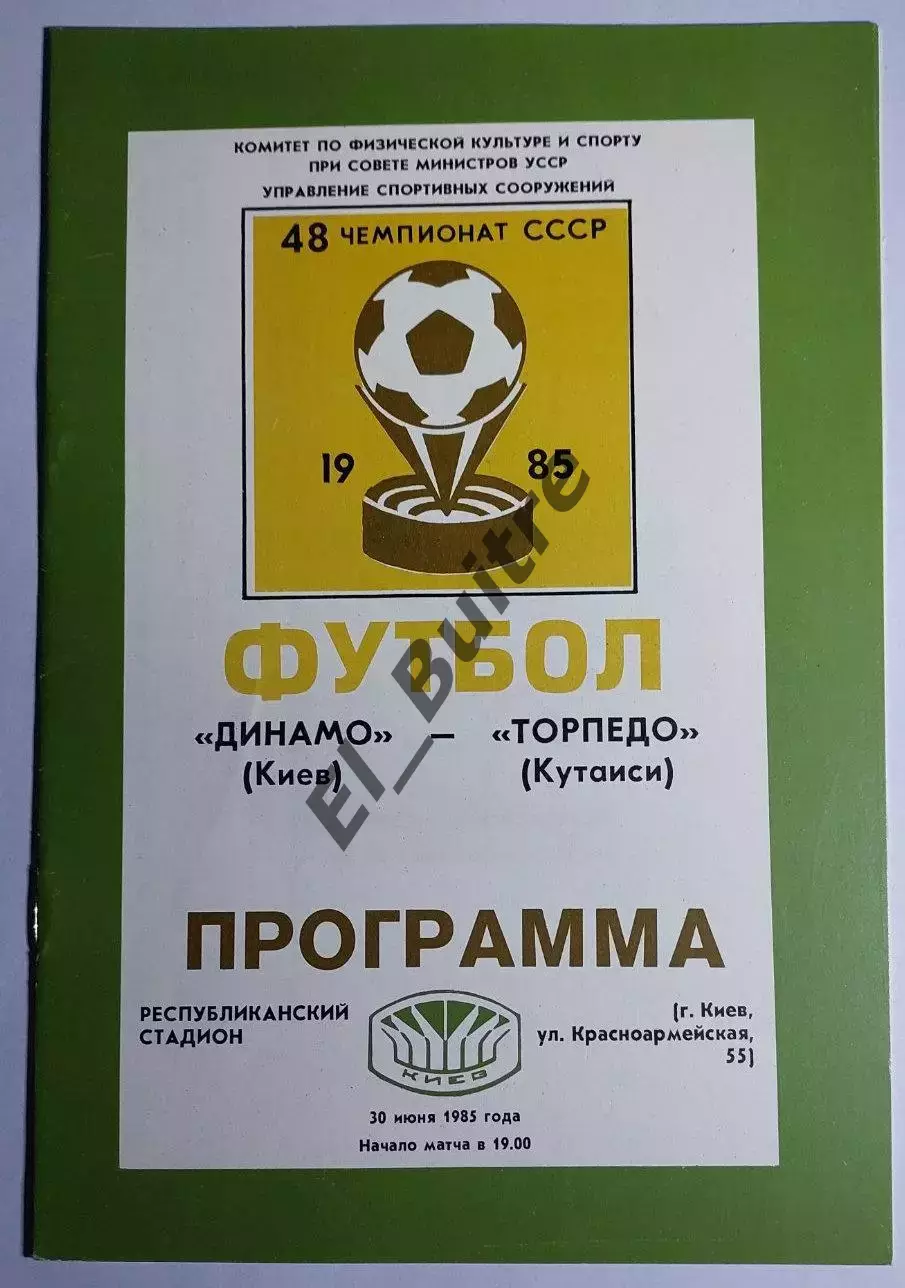 КОМИТЕТ ПО ФИЗИЧЕСКОЙ КУЛЬТУРЕ И СПОРТУ
ПРИ СОВЕТЕ МИНИСТРОВ УССР
УПРАВЛЕНИЕ СПОРТИВНЫХ СООРУЖЕНИЙ
48 ЧЕМПИОНАТ СССР
19 85
ФУТБОЛ
«ДИНАМО» — «ТОРПЕДО»
(Киев) (Кутаиси)
El_Buitre
ПРОГРАММА
РЕСПУБЛИКАНСКИЙ
СТАДИОН
(г. Киев,
ул. Красноармейская,
55)
КИЕВ
30 июня 1985 года
Начало матча в 19.00